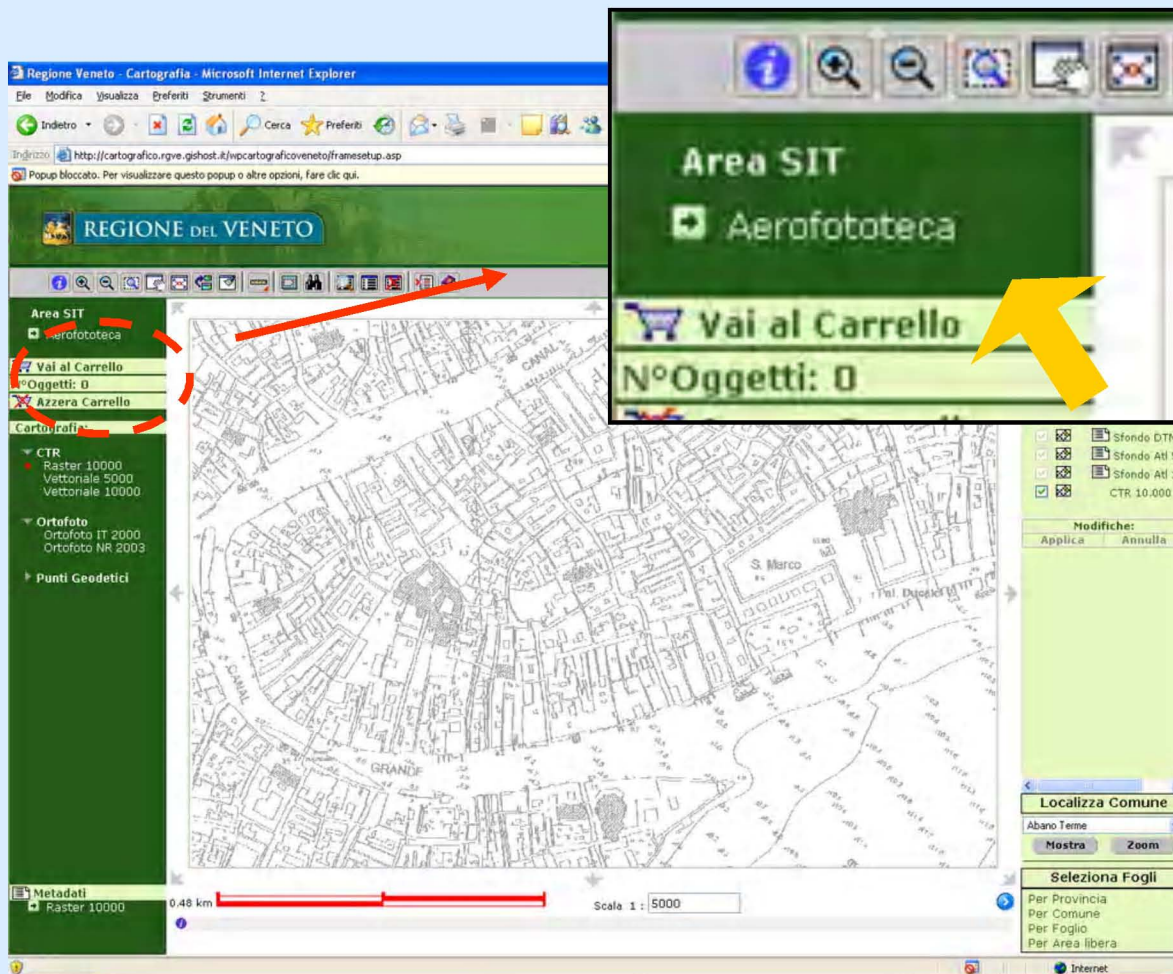 Regione Veneto - Cartografia - Microsoft Internet Explorer
File Modifica Visualizza Preferiti Strumenti ?
Indietro Cerca Preferiti
Indirizzo http://cartografico.rgve.gishost.it/wpcartograficoveneto/framesetup.asp
Popup bloccato. Per visualizzare questo popup o altre opzioni, fare clic qui.
REGIONE DEL VENETO
Area SIT
Aerofototeca
Vai al Carrello
N°Oggetti: 0
Area SIT
Aerofototeca
Vai al Carrello
N°Oggetti: 0
Azzera Carrello
Cartografia:
CTR
Raster 10000
Vettoriale 5000
Vettoriale 10000
Ortofoto
Ortofoto IT 2000
Ortofoto NR 2003
Punti Geodetici
Metadati
Raster 10000
CANAL
S. Marco
Pal. Ducale
CANAL
GRANDE
0.48 km
Scala 1 : 5000
Sfondo DTM
Sfondo Atl
Sfondo Atl
CTR 10.000
Modifiche:
Applica Annulla
Localizza Comune
Abano Terme
Mostra Zoom
Seleziona Fogli
Per Provincia
Per Comune
Per Foglio
Per Area libera
Internet